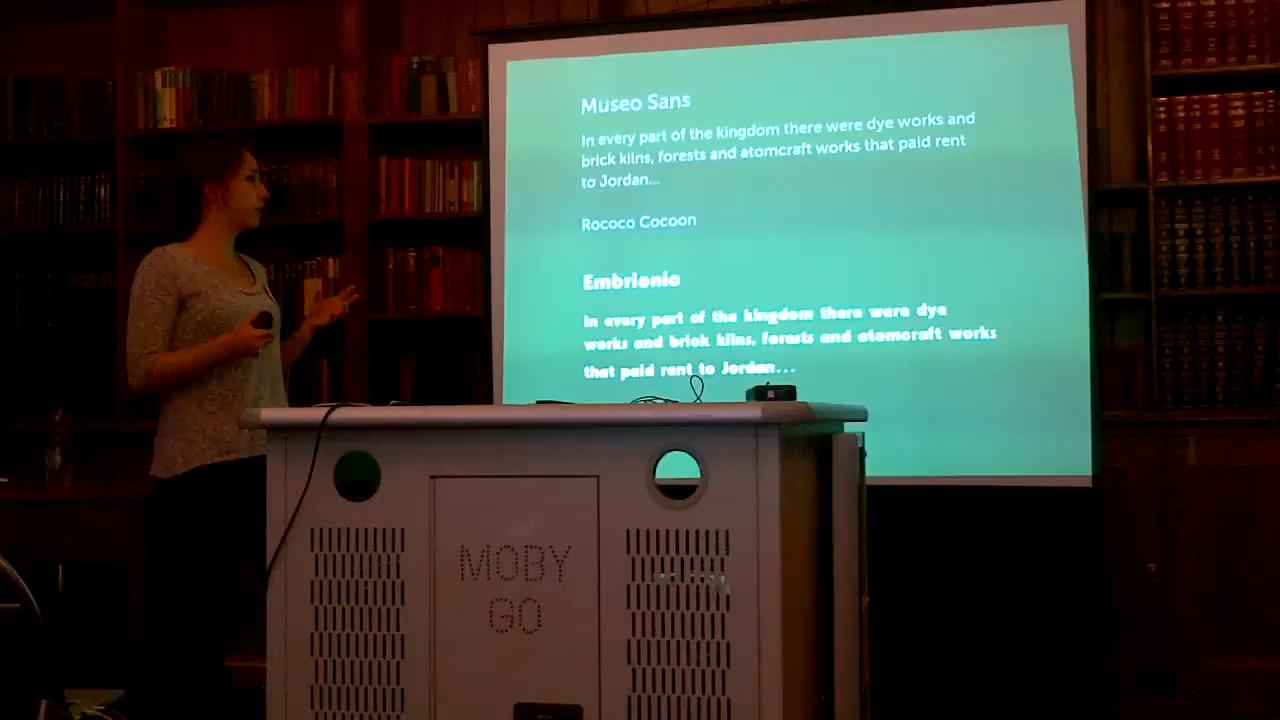 Museo Sans
In every part of the kingdom there were dye works and
brick kilns, forests and atomcraft works that paid rent
to Jordan...
Rococo Cocoon
Embrionic
In every part of the kingdom there were dye
works and brick kilns, forests and atomcraft works
that paid rent to Jordan...
MOBY
GO